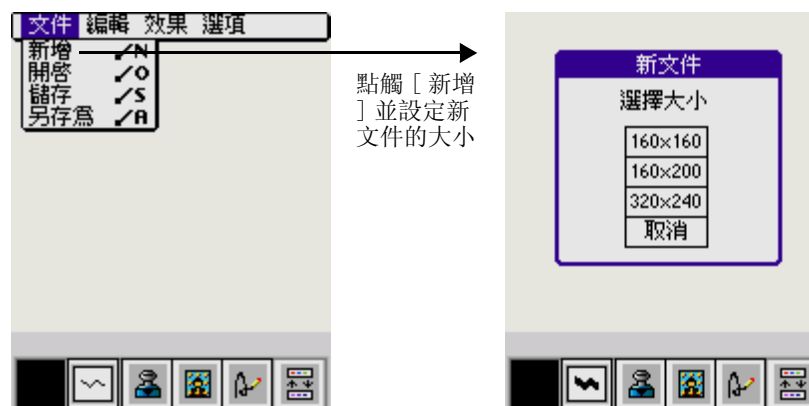 文件 編輯 效果 選項
新增 ／N
開啓 ／O
儲存 ／S
另存爲 ／A
點觸［新增
］並設定新
文件的大小
新文件
選擇大小
160×160
160×200
320×240
取消